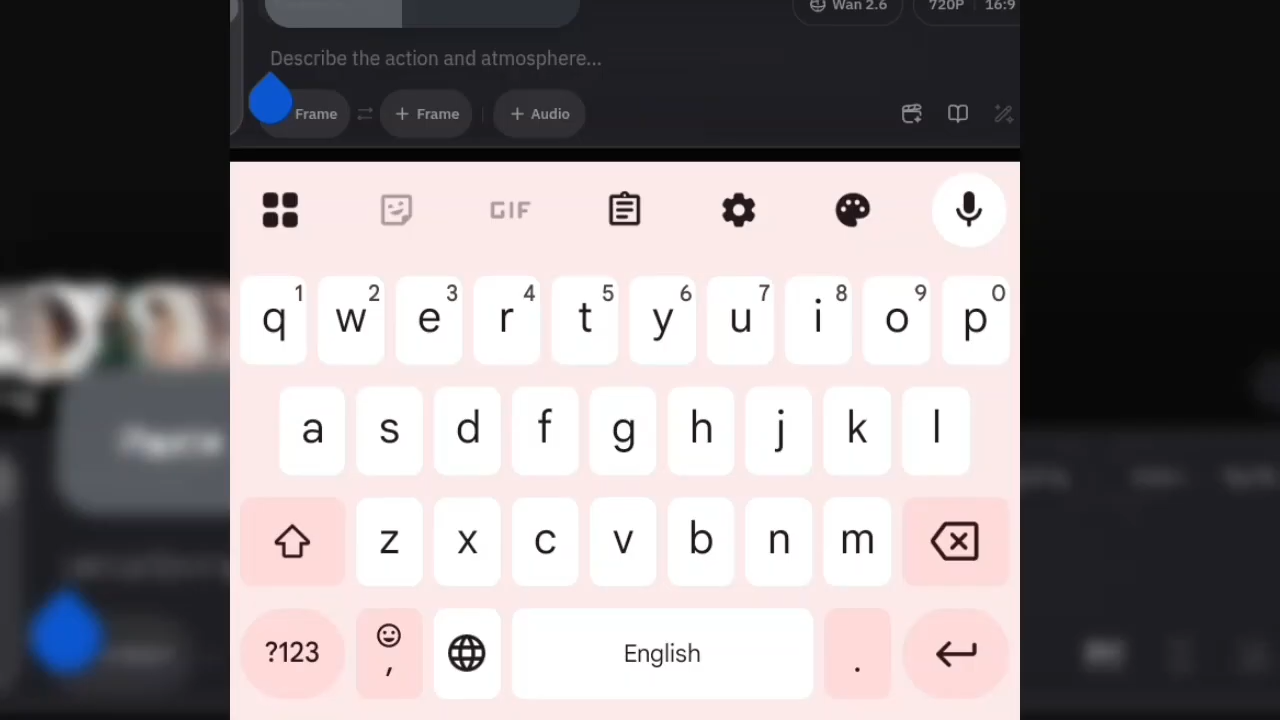 Wan 2.6 720P 16:9
Describe the action and atmosphere...
Frame + Frame + Audio
GIF
q1 w2 e3 r4 t5 y6 u7 i8 o9 p0
a s d f g h j k l
z x c v b n m
?123 , English .